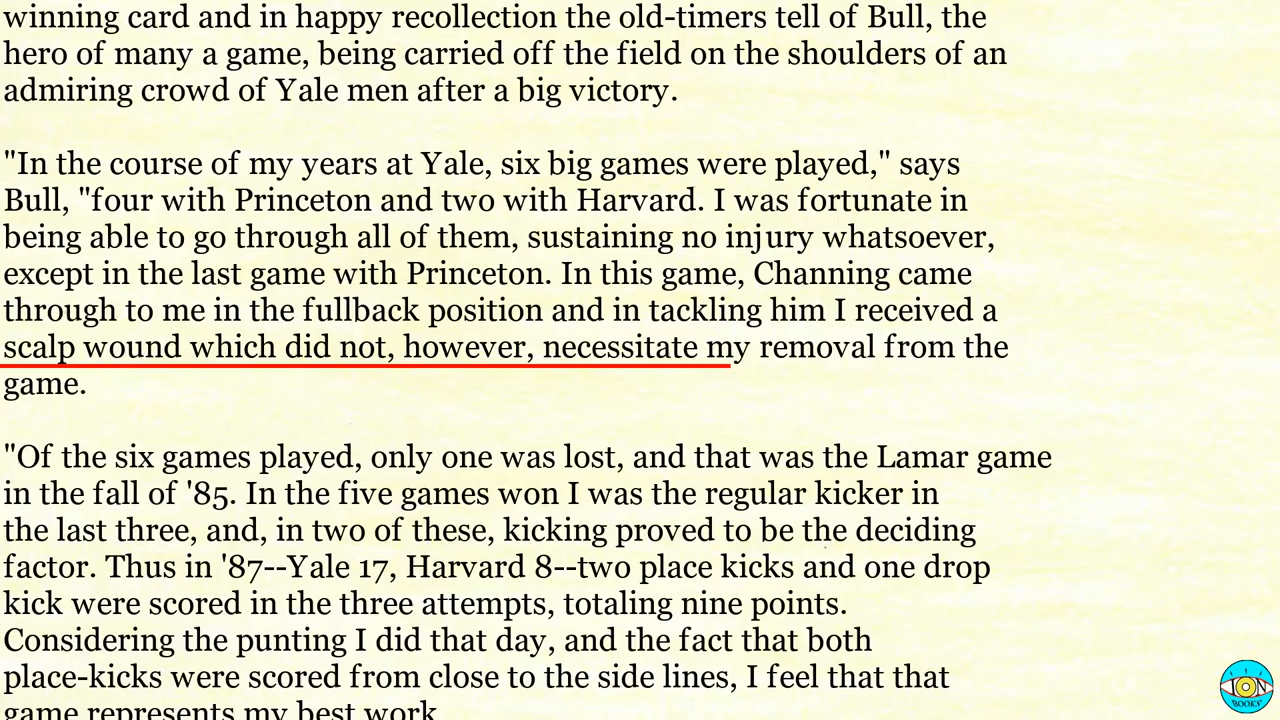 winning card and in happy recollection the old-timers tell of Bull, the
hero of many a game, being carried off the field on the shoulders of an
admiring crowd of Yale men after a big victory.
"In the course of my years at Yale, six big games were played," says
Bull, "four with Princeton and two with Harvard. I was fortunate in
being able to go through all of them, sustaining no injury whatsoever,
except in the last game with Princeton. In this game, Channing came
through to me in the fullback position and in tackling him I received a
scalp wound which did not, however, necessitate my removal from the
game.
"Of the six games played, only one was lost, and that was the Lamar game
in the fall of '85. In the five games won I was the regular kicker in
the last three, and, in two of these, kicking proved to be the deciding
factor. Thus in '87--Yale 17, Harvard 8--two place kicks and one drop
kick were scored in the three attempts, totaling nine points.
Considering the punting I did that day, and the fact that both
place-kicks were scored from close to the side lines, I feel that that
game represents my best work
ION
BOOKS